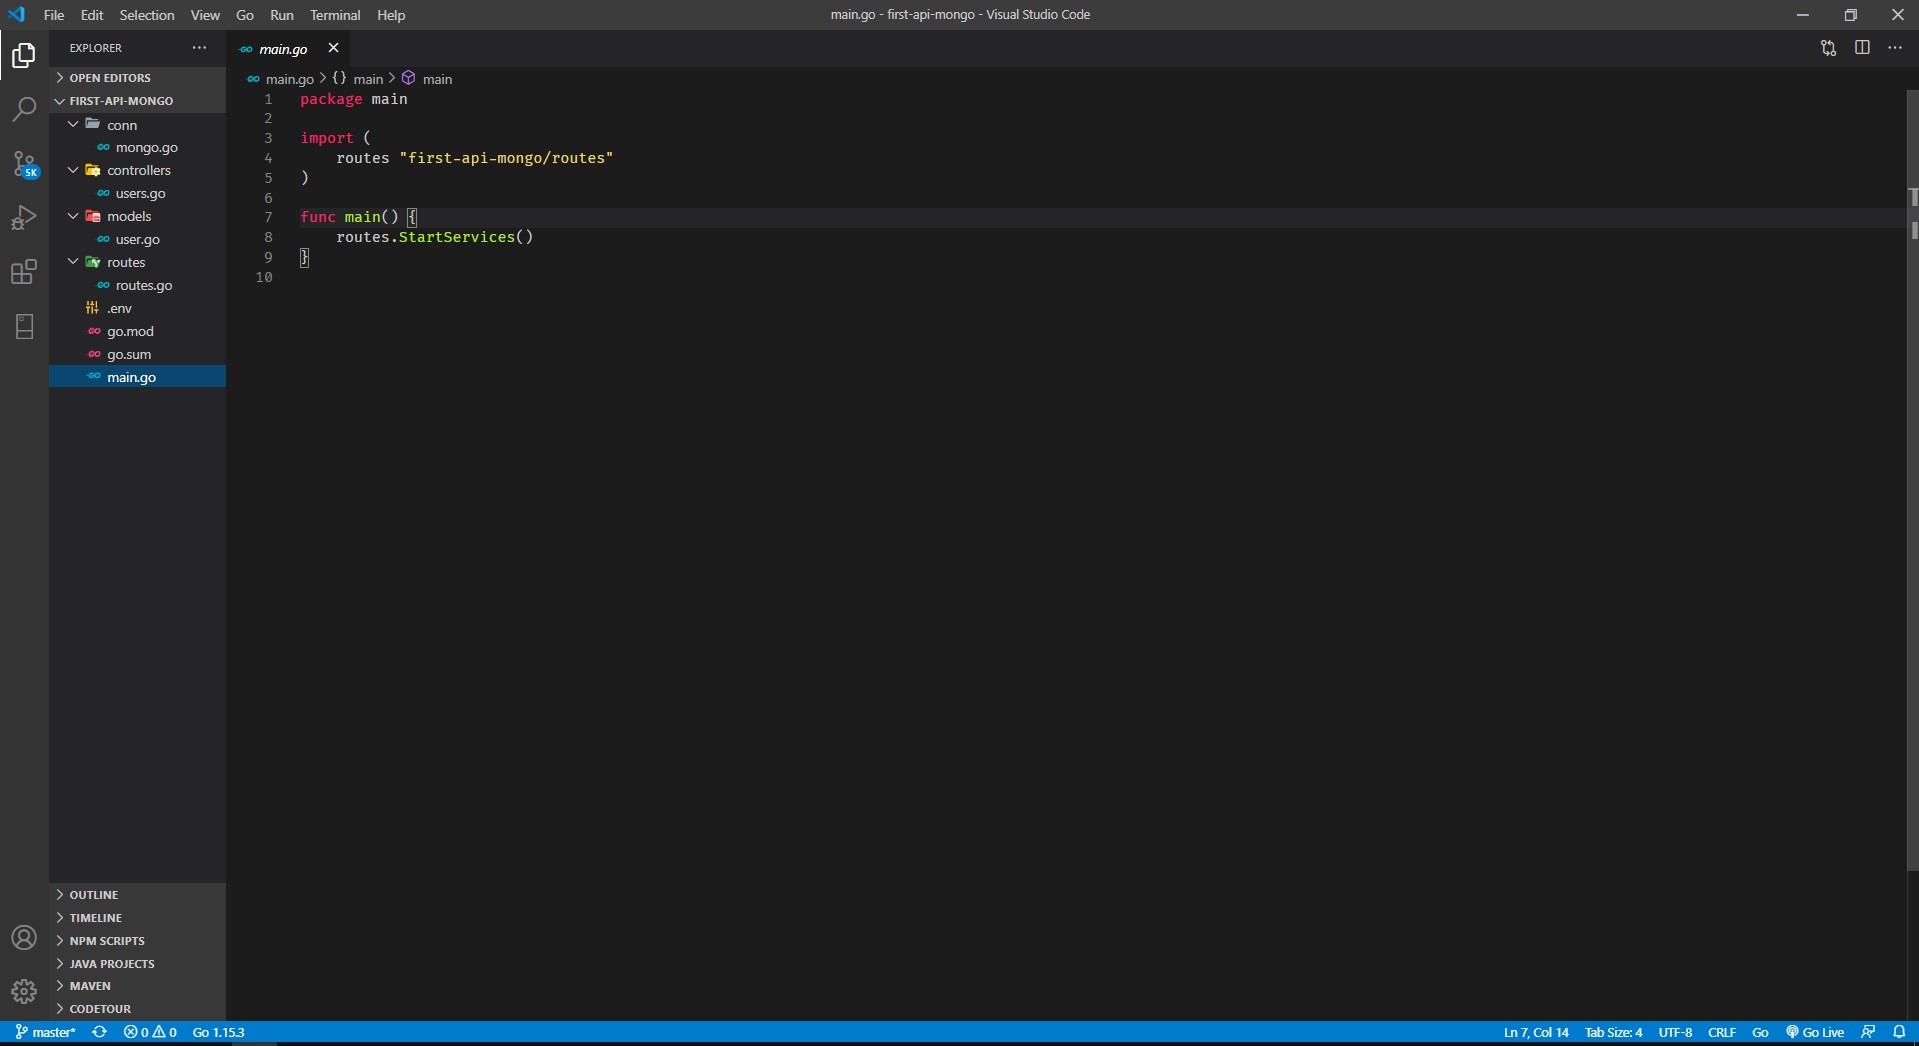 File Edit Selection View Go Run Terminal Help
main.go - first-api-mongo - Visual Studio Code
EXPLORER
OPEN EDITORS
FIRST-API-MONGO
conn
mongo.go
controllers
users.go
models
user.go
routes
routes.go
.env
go.mod
go.sum
main.go
OUTLINE
TIMELINE
NPM SCRIPTS
JAVA PROJECTS
MAVEN
CODETOUR
5K
main.go
main.go > {} main > main
1 package main
2
3 import (
4     routes "first-api-mongo/routes"
5 )
6
7 func main() {
8     routes.StartServices()
9 }
10
master* 0 0 Go 1.15.3
Ln 7, Col 14 Tab Size: 4 UTF-8 CRLF Go Go Live